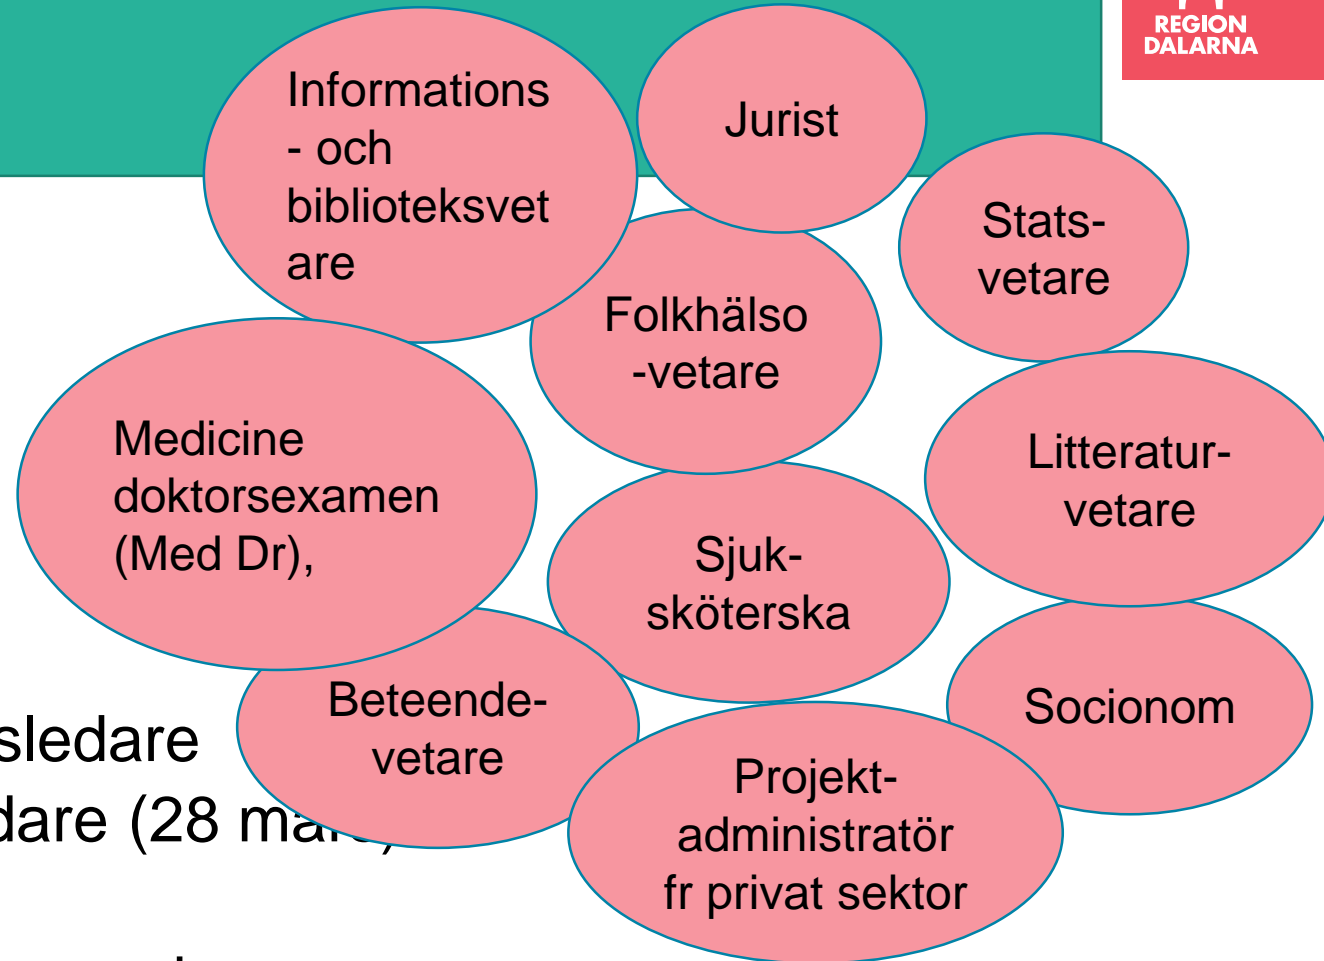 REGION
DALARNA
Informations
- och
biblioteksvet
are
Jurist
Stats-
vetare
Folkhälso
-vetare
Medicine
doktorsexamen
(Med Dr),
Litteratur-
vetare
Sjuk-
sköterska
Beteende-
vetare
Socionom
Projekt-
administratör
fr privat sektor
sledare
dare (28